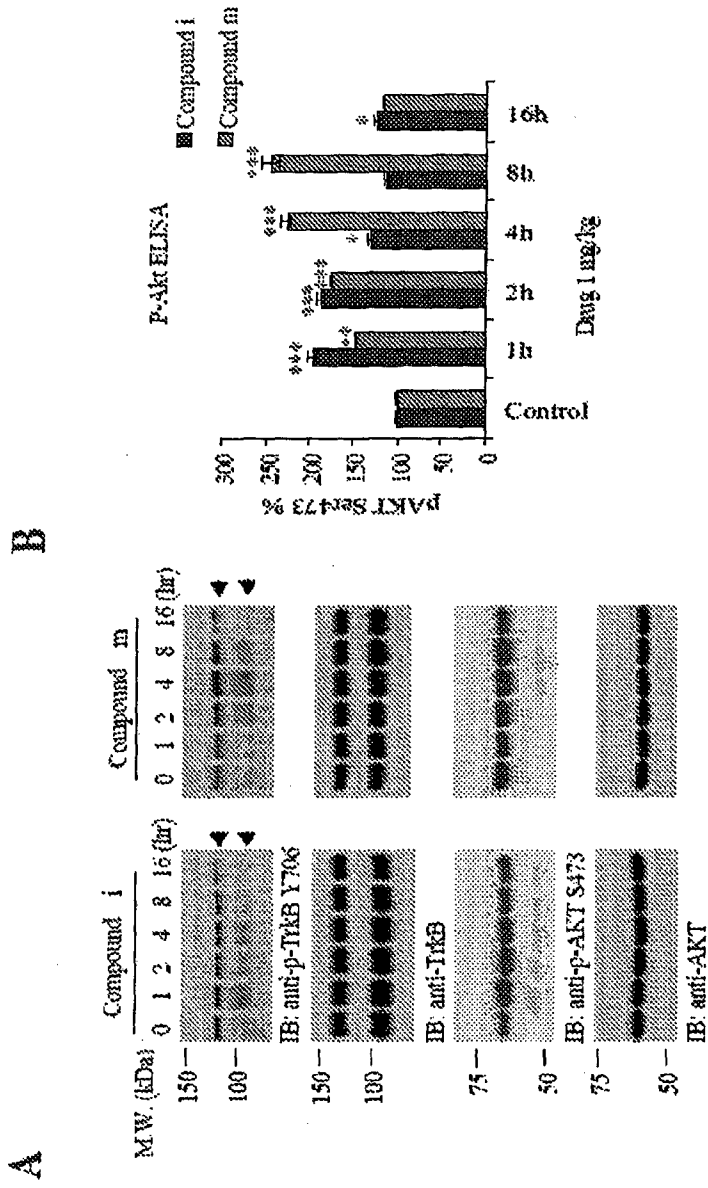 A
Compound i
Compound m
M.W. (kDa)
0 1 2 4 8 16 (hr)
0 1 2 4 8 16 (hr)
150
100
IB: anti-p-TrkB Y706
150
100
IB: anti-TrkB
75
50
IB: anti-p-AKT S473
75
50
IB: anti-AKT
B
P-Akt ELISA
Compound i
Compound m
pAKT Ser473 %
300
250
200
150
100
50
0
*** ** *** *** * *** *** *
Control 1h 2h 4h 8h 16h
Drug 1 mg/kg